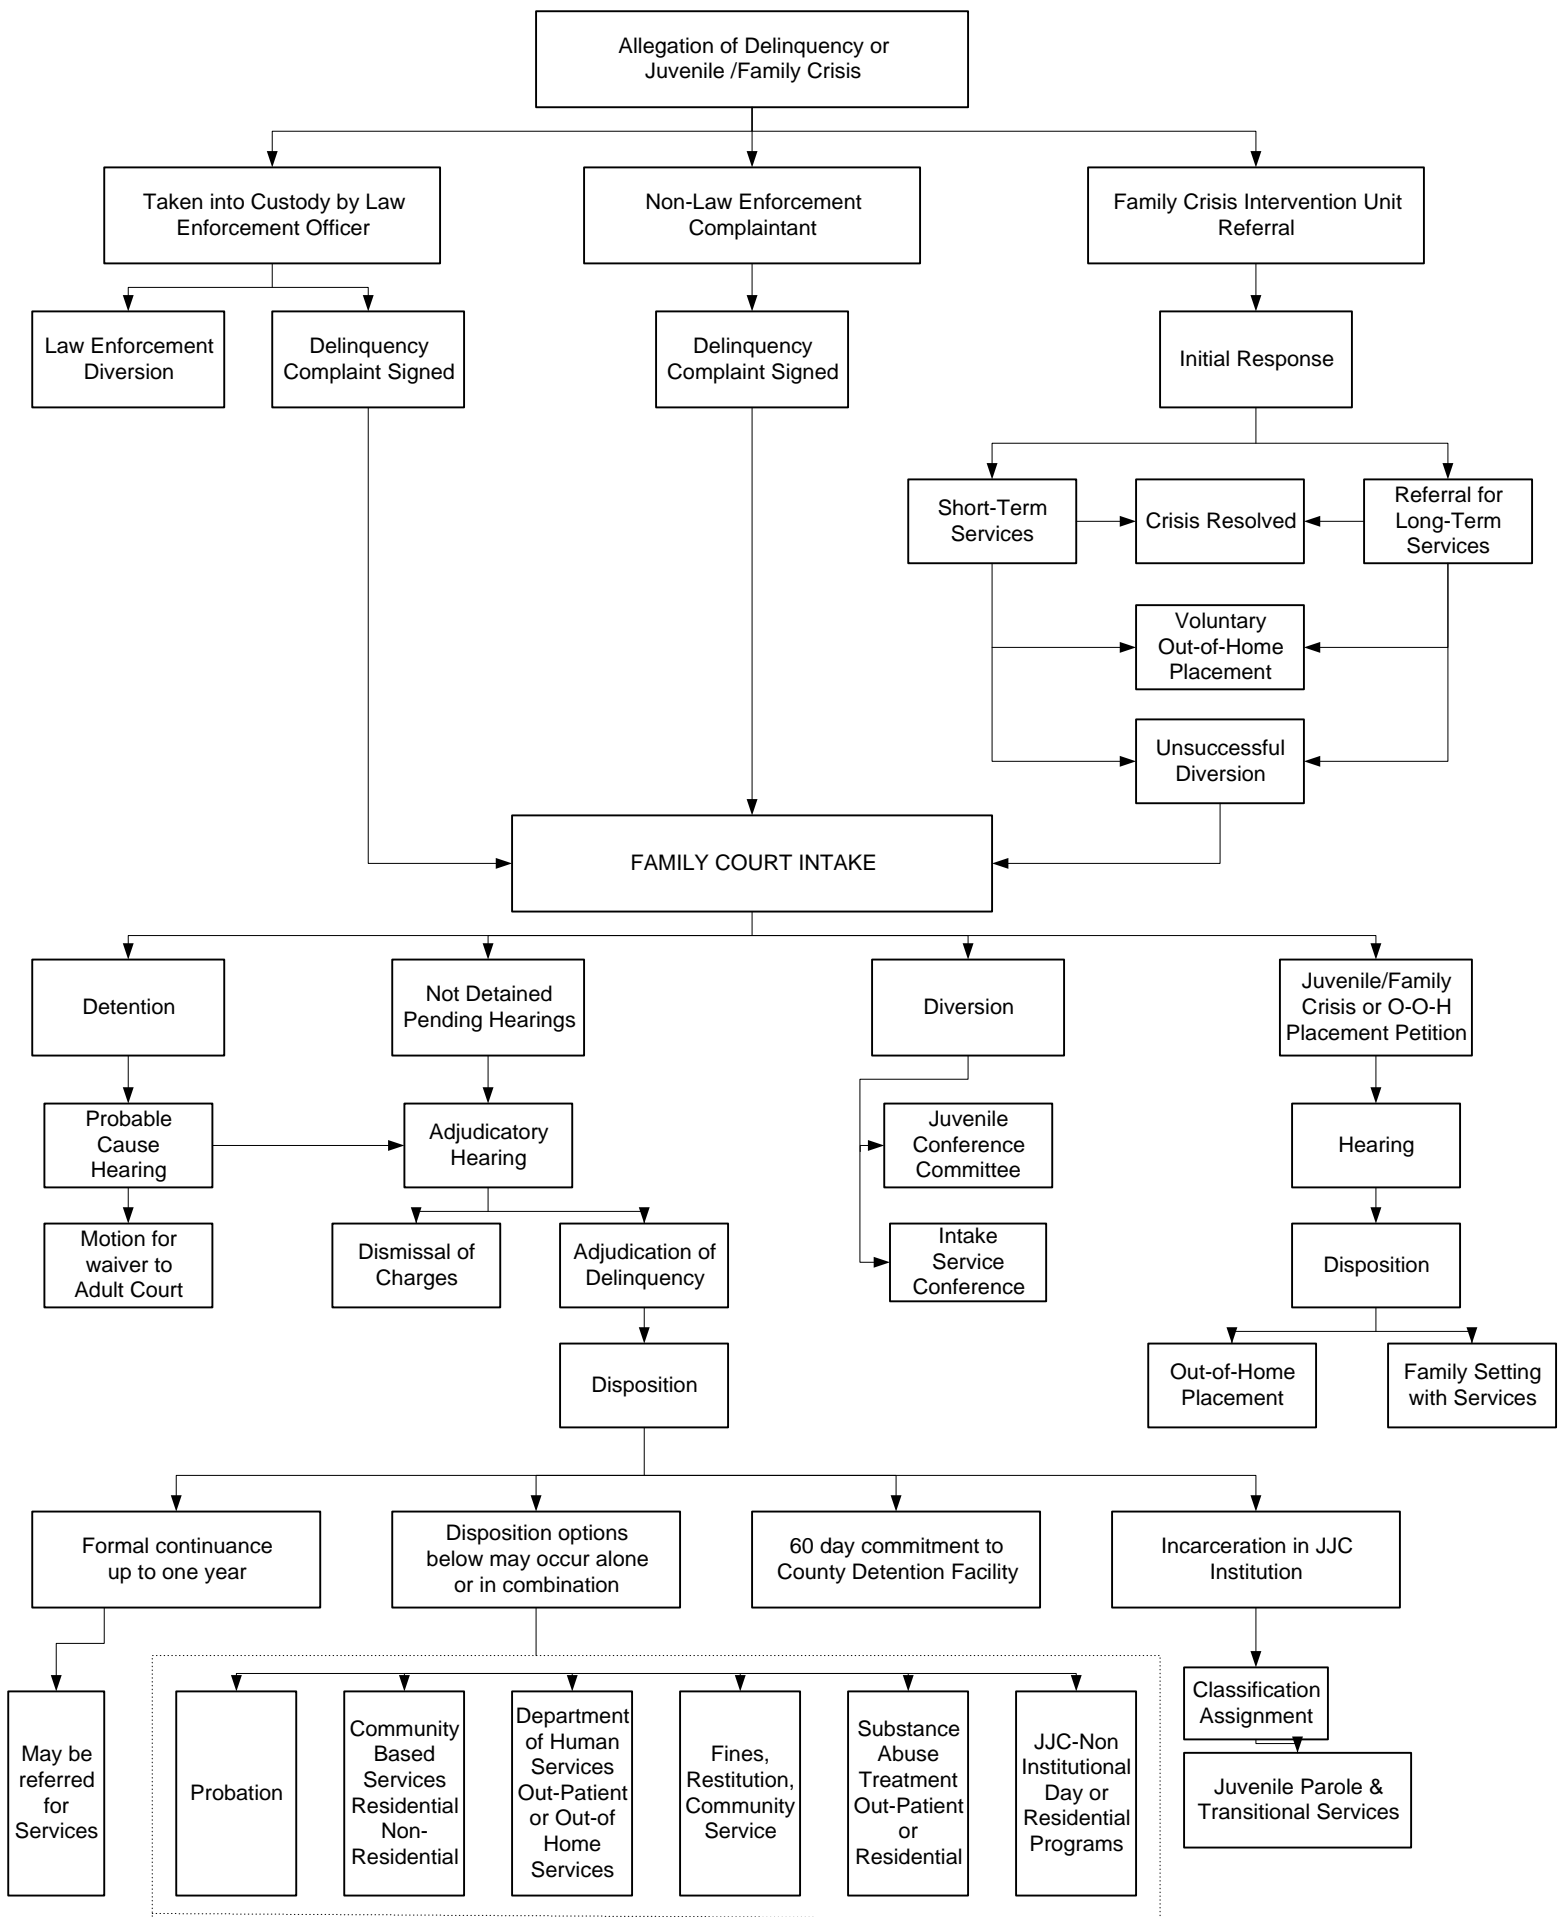 Allegation of Delinquency or
Juvenile /Family Crisis
Taken into Custody by Law
Enforcement Officer
Non-Law Enforcement
Complaintant
Family Crisis Intervention Unit
Referral
Law Enforcement
Diversion
Delinquency
Complaint Signed
Delinquency
Complaint Signed
Initial Response
Short-Term
Services
Crisis Resolved
Referral for
Long-Term
Services
Voluntary
Out-of-Home
Placement
Unsuccessful
Diversion
FAMILY COURT INTAKE
Detention
Not Detained
Pending Hearings
Diversion
Juvenile/Family
Crisis or O-O-H
Placement Petition
Probable
Cause
Hearing
Adjudicatory
Hearing
Juvenile
Conference
Committee
Hearing
Motion for
waiver to
Adult Court
Dismissal of
Charges
Adjudication of
Delinquency
Intake
Service
Conference
Disposition
Disposition
Out-of-Home
Placement
Family Setting
with Services
Formal continuance
up to one year
Disposition options
below may occur alone
or in combination
60 day commitment to
County Detention Facility
Incarceration in JJC
Institution
May be
referred
for
Services
Probation
Community
Based
Services
Residential
Non-
Residential
Department
of Human
Services
Out-Patient
or Out-of
Home
Services
Fines,
Restitution,
Community
Service
Substance
Abuse
Treatment
Out-Patient
or
Residential
JJC-Non
Institutional
Day or
Residential
Programs
Classification
Assignment
Juvenile Parole &
Transitional Services